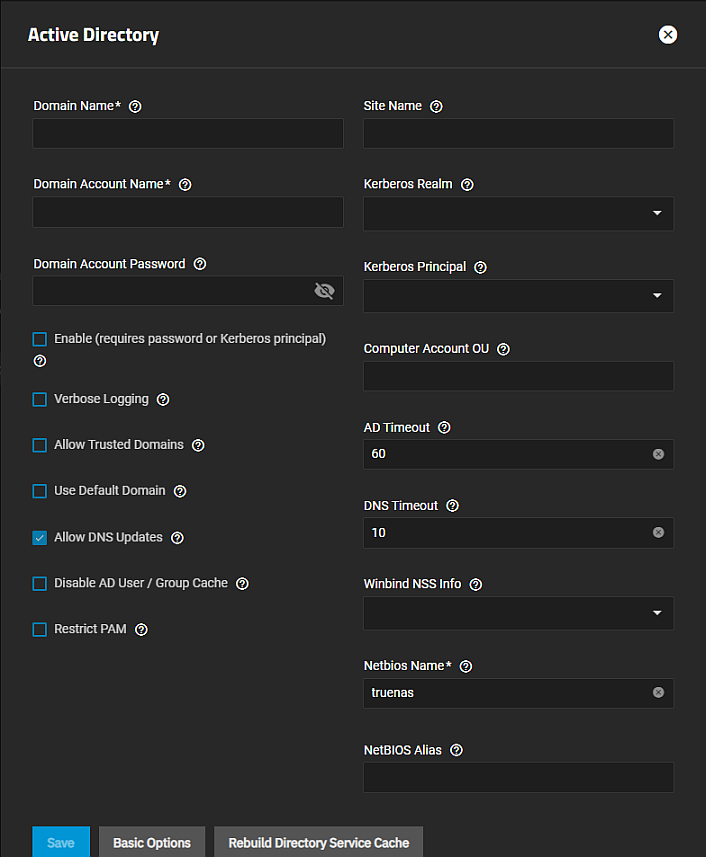 Active Directory
Domain Name*
Domain Account Name*
Domain Account Password
Enable (requires password or Kerberos principal)
Verbose Logging
Allow Trusted Domains
Use Default Domain
Allow DNS Updates
Disable AD User / Group Cache
Restrict PAM
Site Name
Kerberos Realm
Kerberos Principal
Computer Account OU
AD Timeout
60
DNS Timeout
10
Winbind NSS Info
Netbios Name*
truenas
NetBIOS Alias
Save
Basic Options
Rebuild Directory Service Cache